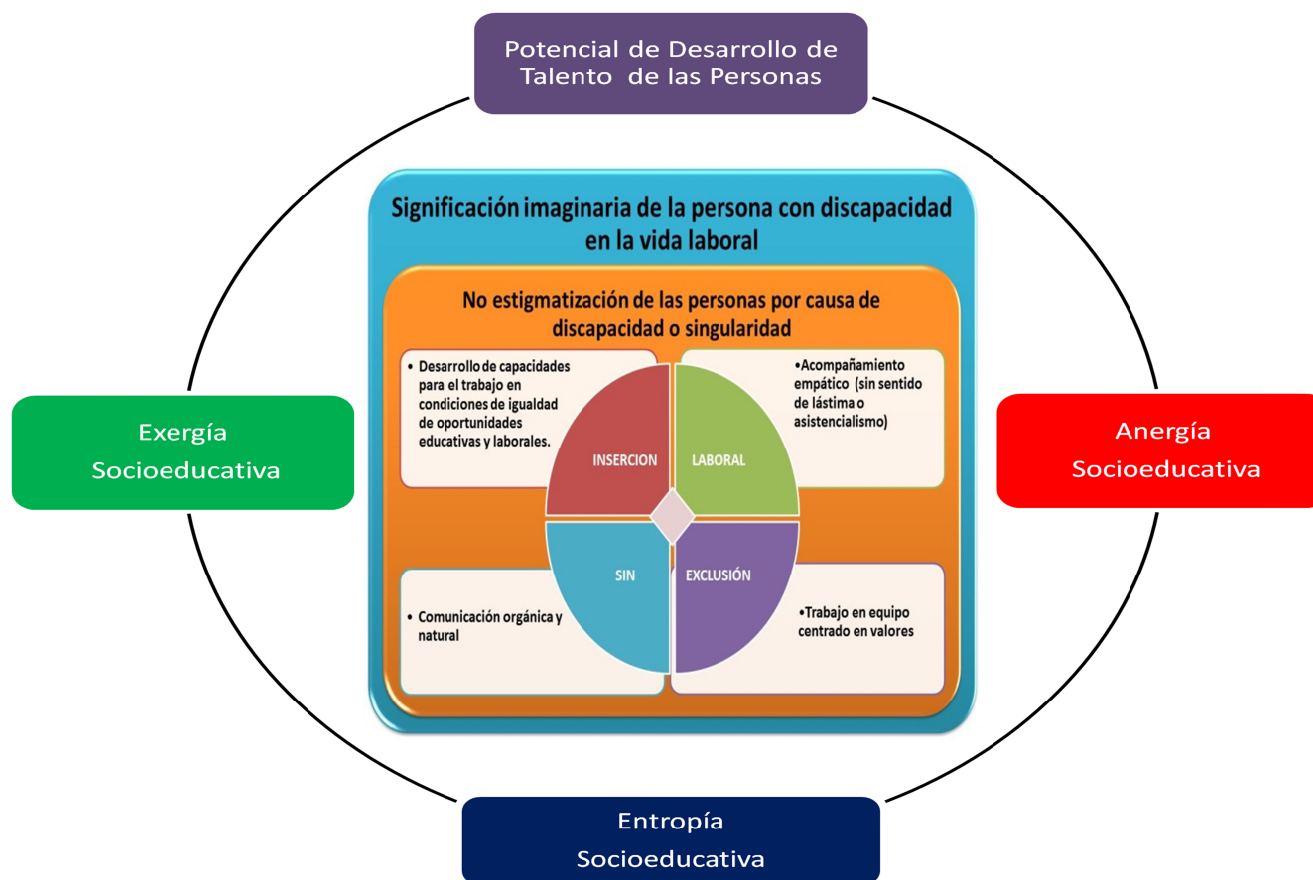 Potencial de Desarrollo de
Talento de las Personas
Significación imaginaria de la persona con discapacidad
en la vida laboral
No estigmatización de las personas por causa de
discapacidad o singularidad
• Desarrollo de capacidades
para el trabajo en
condiciones de igualdad
de oportunidades
educativas y laborales.
•Acompañamiento
empático (sin sentido
de lástima o
asistencialismo)
INSERCION
LABORAL
Exergía
Socioeducativa
Anergía
Socioeducativa
SIN
EXCLUSIÓN
• Comunicación orgánica y
natural
•Trabajo en equipo
centrado en valores
Entropía
Socioeducativa